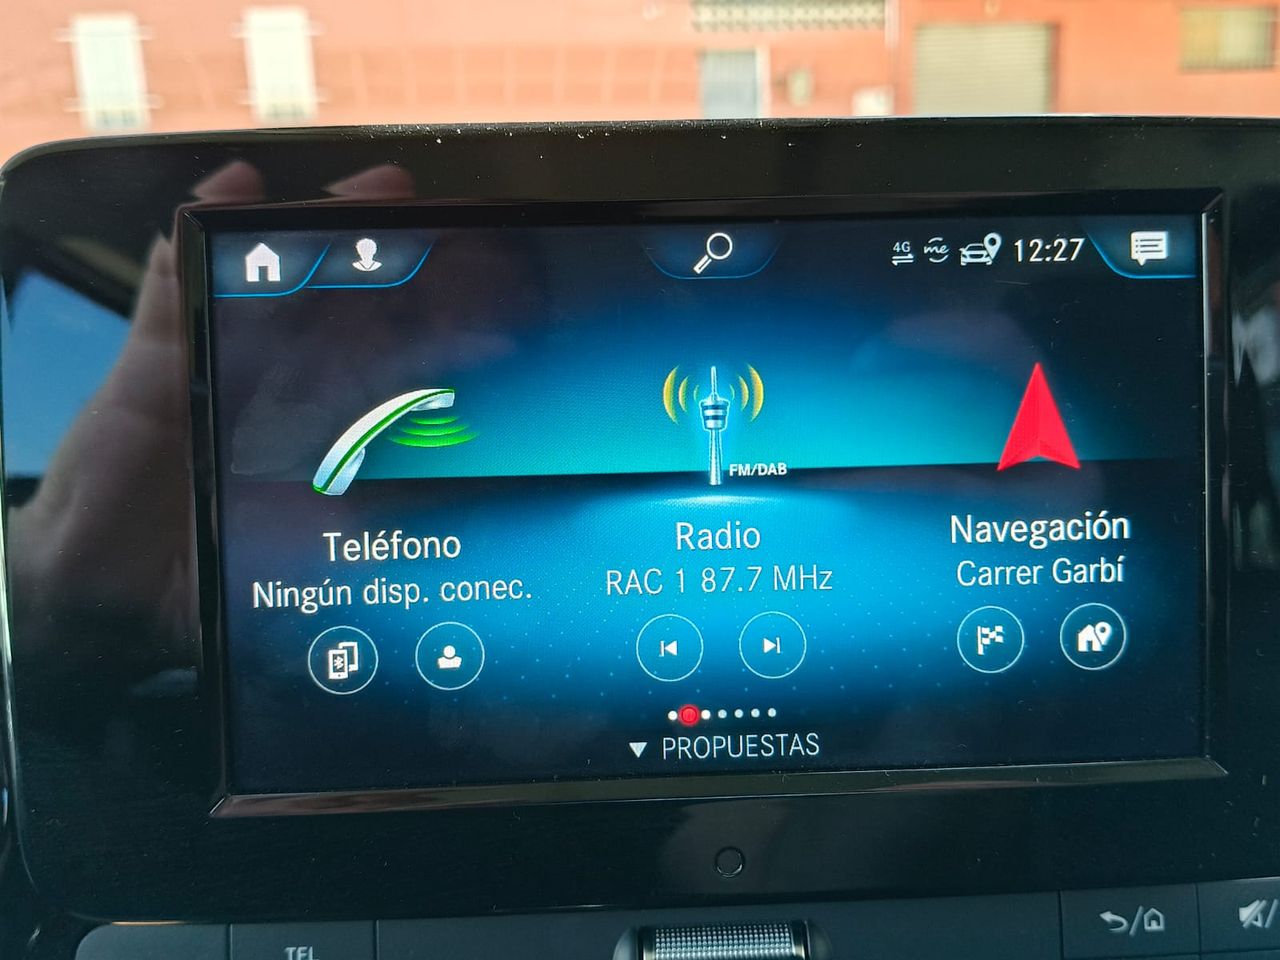 4G me 12:27
FM/DAB
Teléfono
Ningún disp. conec.
Radio
RAC 1 87.7 MHz
Navegación
Carrer Garbí
PROPUESTAS
TEL